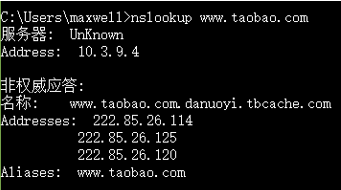 C:\Users\maxwell>nslookup www.taobao.com
服务器:  UnKnown
Address:  10.3.9.4
非权威应答:
名称:    www.taobao.com.danuoyi.tbcache.com
Addresses:  222.85.26.114
222.85.26.125
222.85.26.120
Aliases:  www.taobao.com